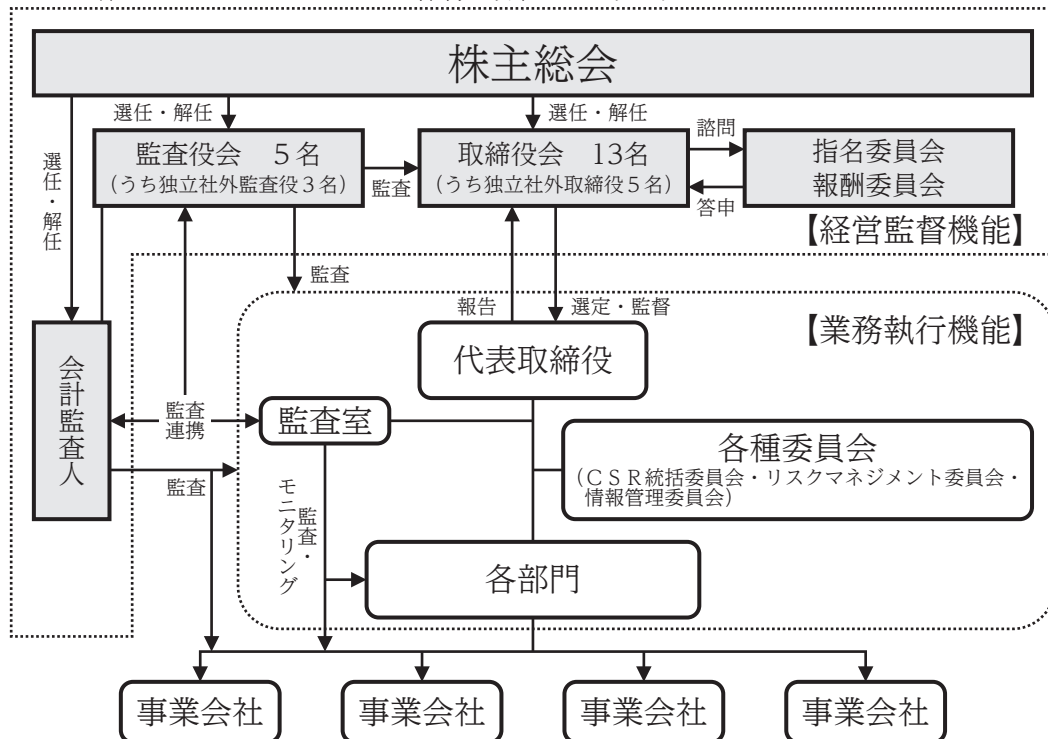 株主総会
選任・解任
選任・解任
選任・解任
監査役会 5名
(うち独立社外監査役3名)
監査
取締役会 13名
(うち独立社外取締役5名)
諮問
答申
指名委員会
報酬委員会
【経営監督機能】
監査
報告
選定・監督
【業務執行機能】
代表取締役
会計監査人
監査
連携
監査室
各種委員会
(CSR統括委員会・リスクマネジメント委員会・
情報管理委員会)
監査
監査・
モニタリング
各部門
事業会社
事業会社
事業会社
事業会社